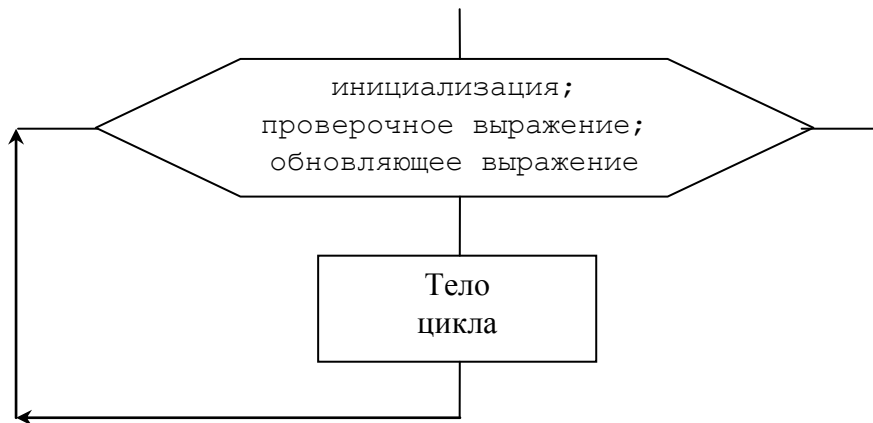 инициализация;
проверочное выражение;
обновляющее выражение
Тело
цикла